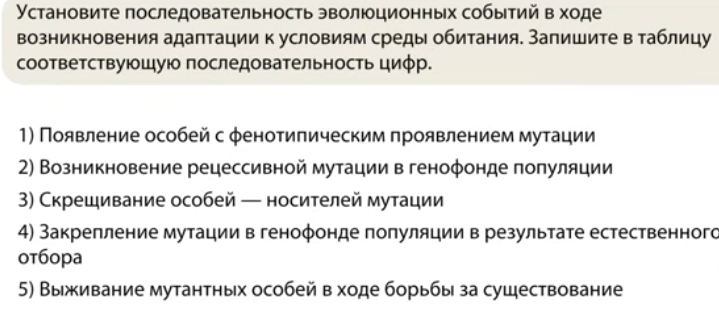 Установите последовательность эволюционных событий в ходе
возникновения адаптации к условиям среды обитания. Запишите в таблицу
соответствующую последовательность цифр.
1) Появление особей с фенотипическим проявлением мутации
2) Возникновение рецессивной мутации в генофонде популяции
3) Скрещивание особей — носителей мутации
4) Закрепление мутации в генофонде популяции в результате естественного
отбора
5) Выживание мутантных особей в ходе борьбы за существование